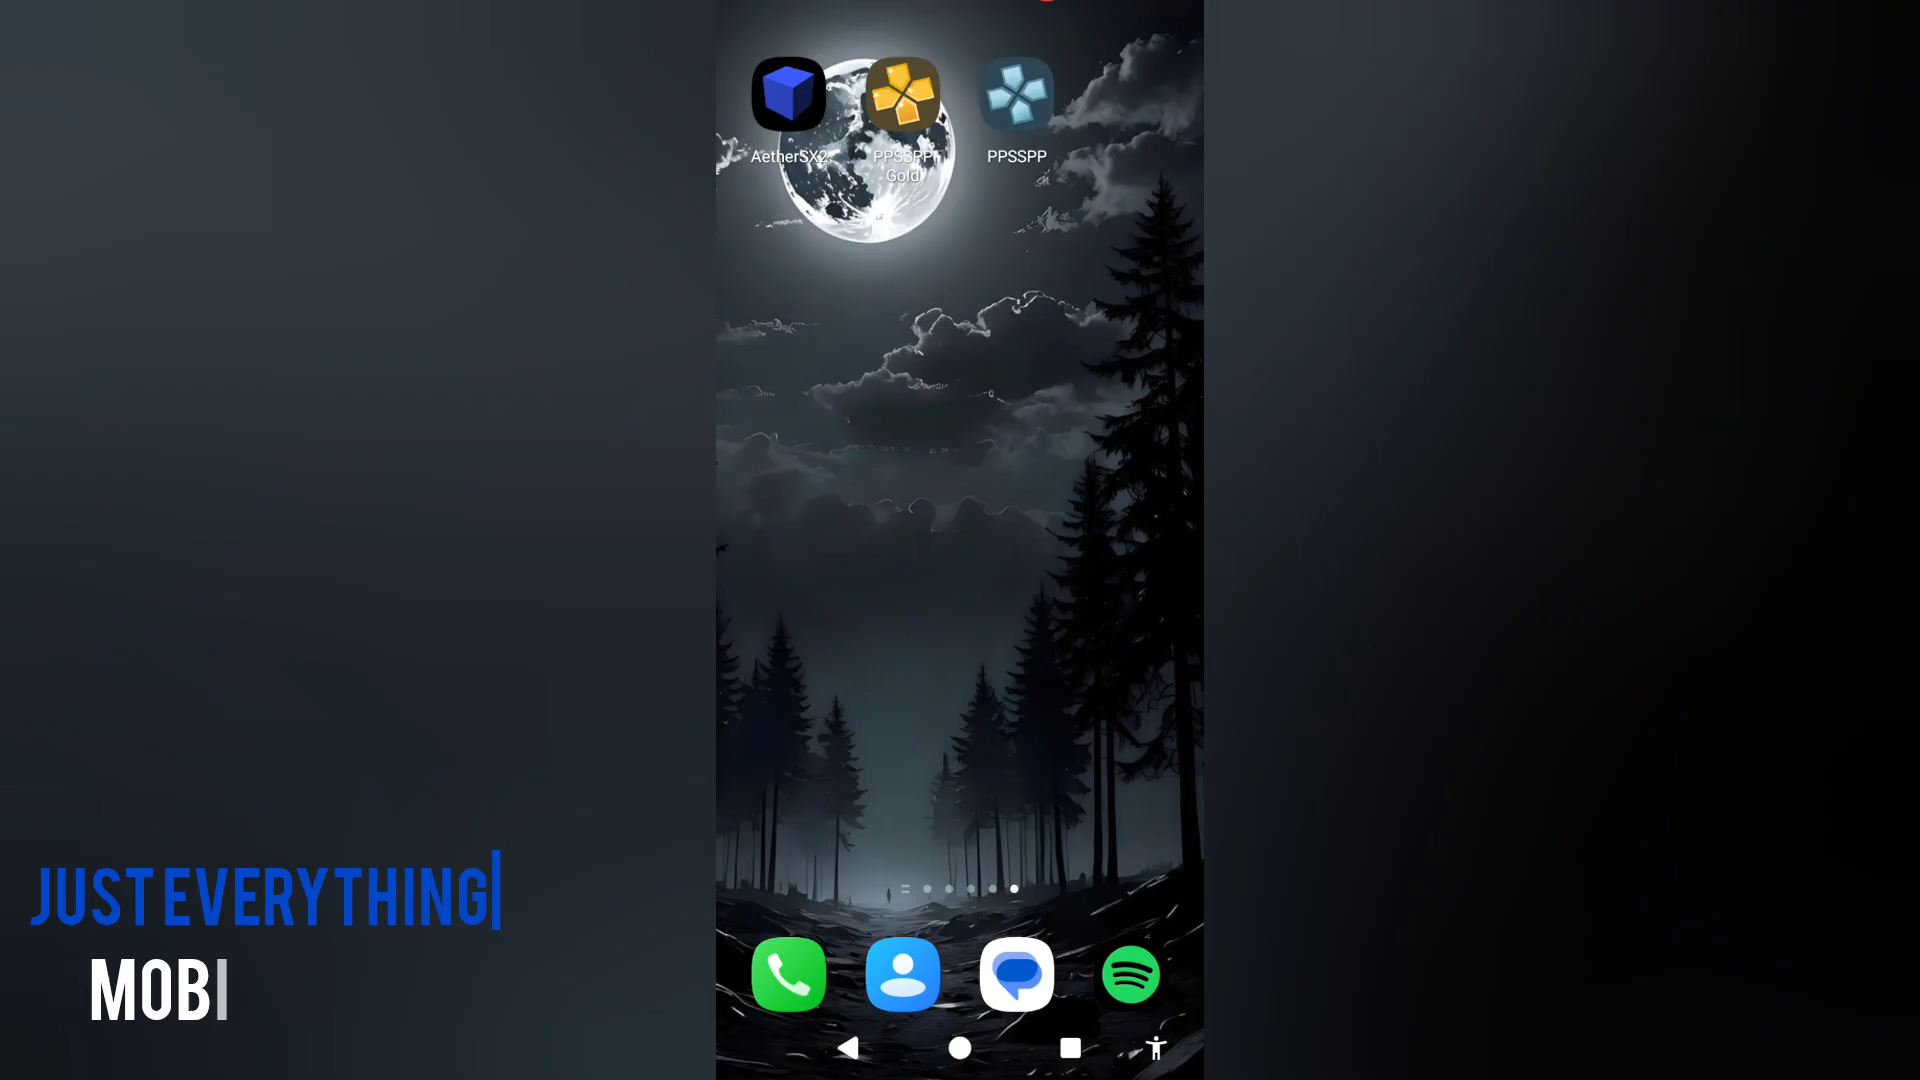 AetherSX2
PPSSPP
Gold
PPSSPP
JUST EVERYTHING
MOBI